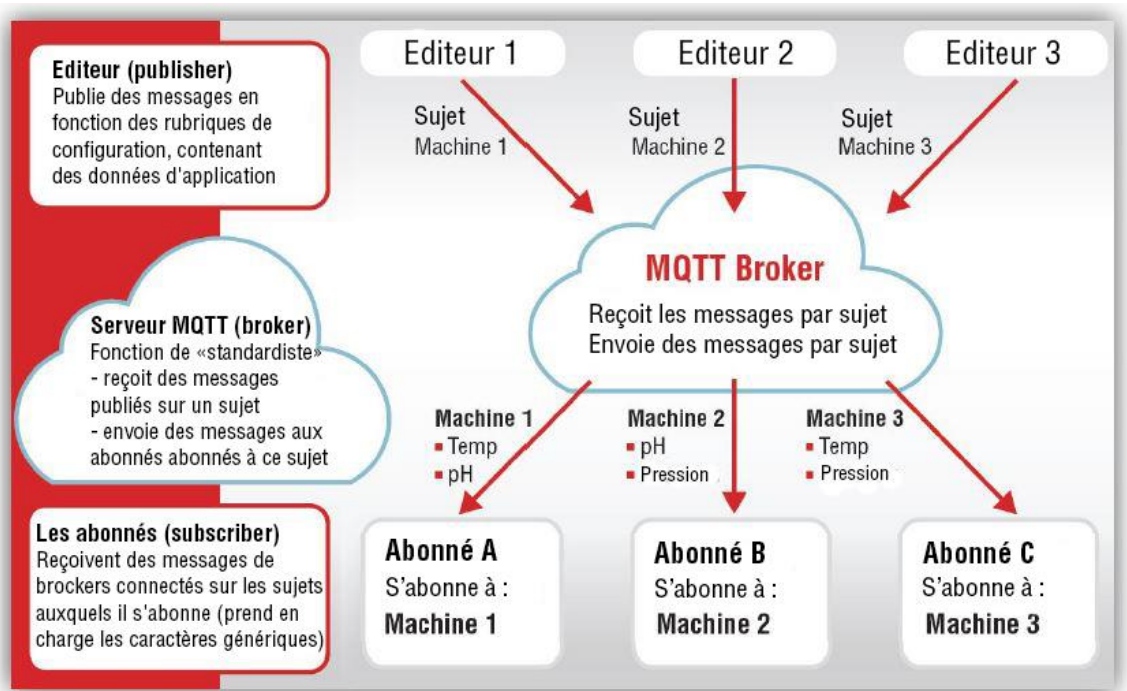 Editeur (publisher)
Publie des messages en
fonction des rubriques de
configuration, contenant
des données d'application
Serveur MQTT (broker)
Fonction de «standardiste»
- reçoit des messages
publiés sur un sujet
- envoie des messages aux
abonnés abonnés à ce sujet
Les abonnés (subscriber)
Reçoivent des messages de
brockers connectés sur les sujets
auxquels il s'abonne (prend en
charge les caractères génériques)
Editeur 1
Editeur 2
Editeur 3
Sujet
Machine 1
Sujet
Machine 2
Sujet
Machine 3
MQTT Broker
Reçoit les messages par sujet
Envoie des messages par sujet
Machine 1
▪ Temp
▪ pH
Machine 2
▪ pH
▪ Pression
Machine 3
▪ Temp
▪ Pression
Abonné A
S'abonne à :
Machine 1
Abonné B
S'abonne à :
Machine 2
Abonné C
S'abonne à :
Machine 3